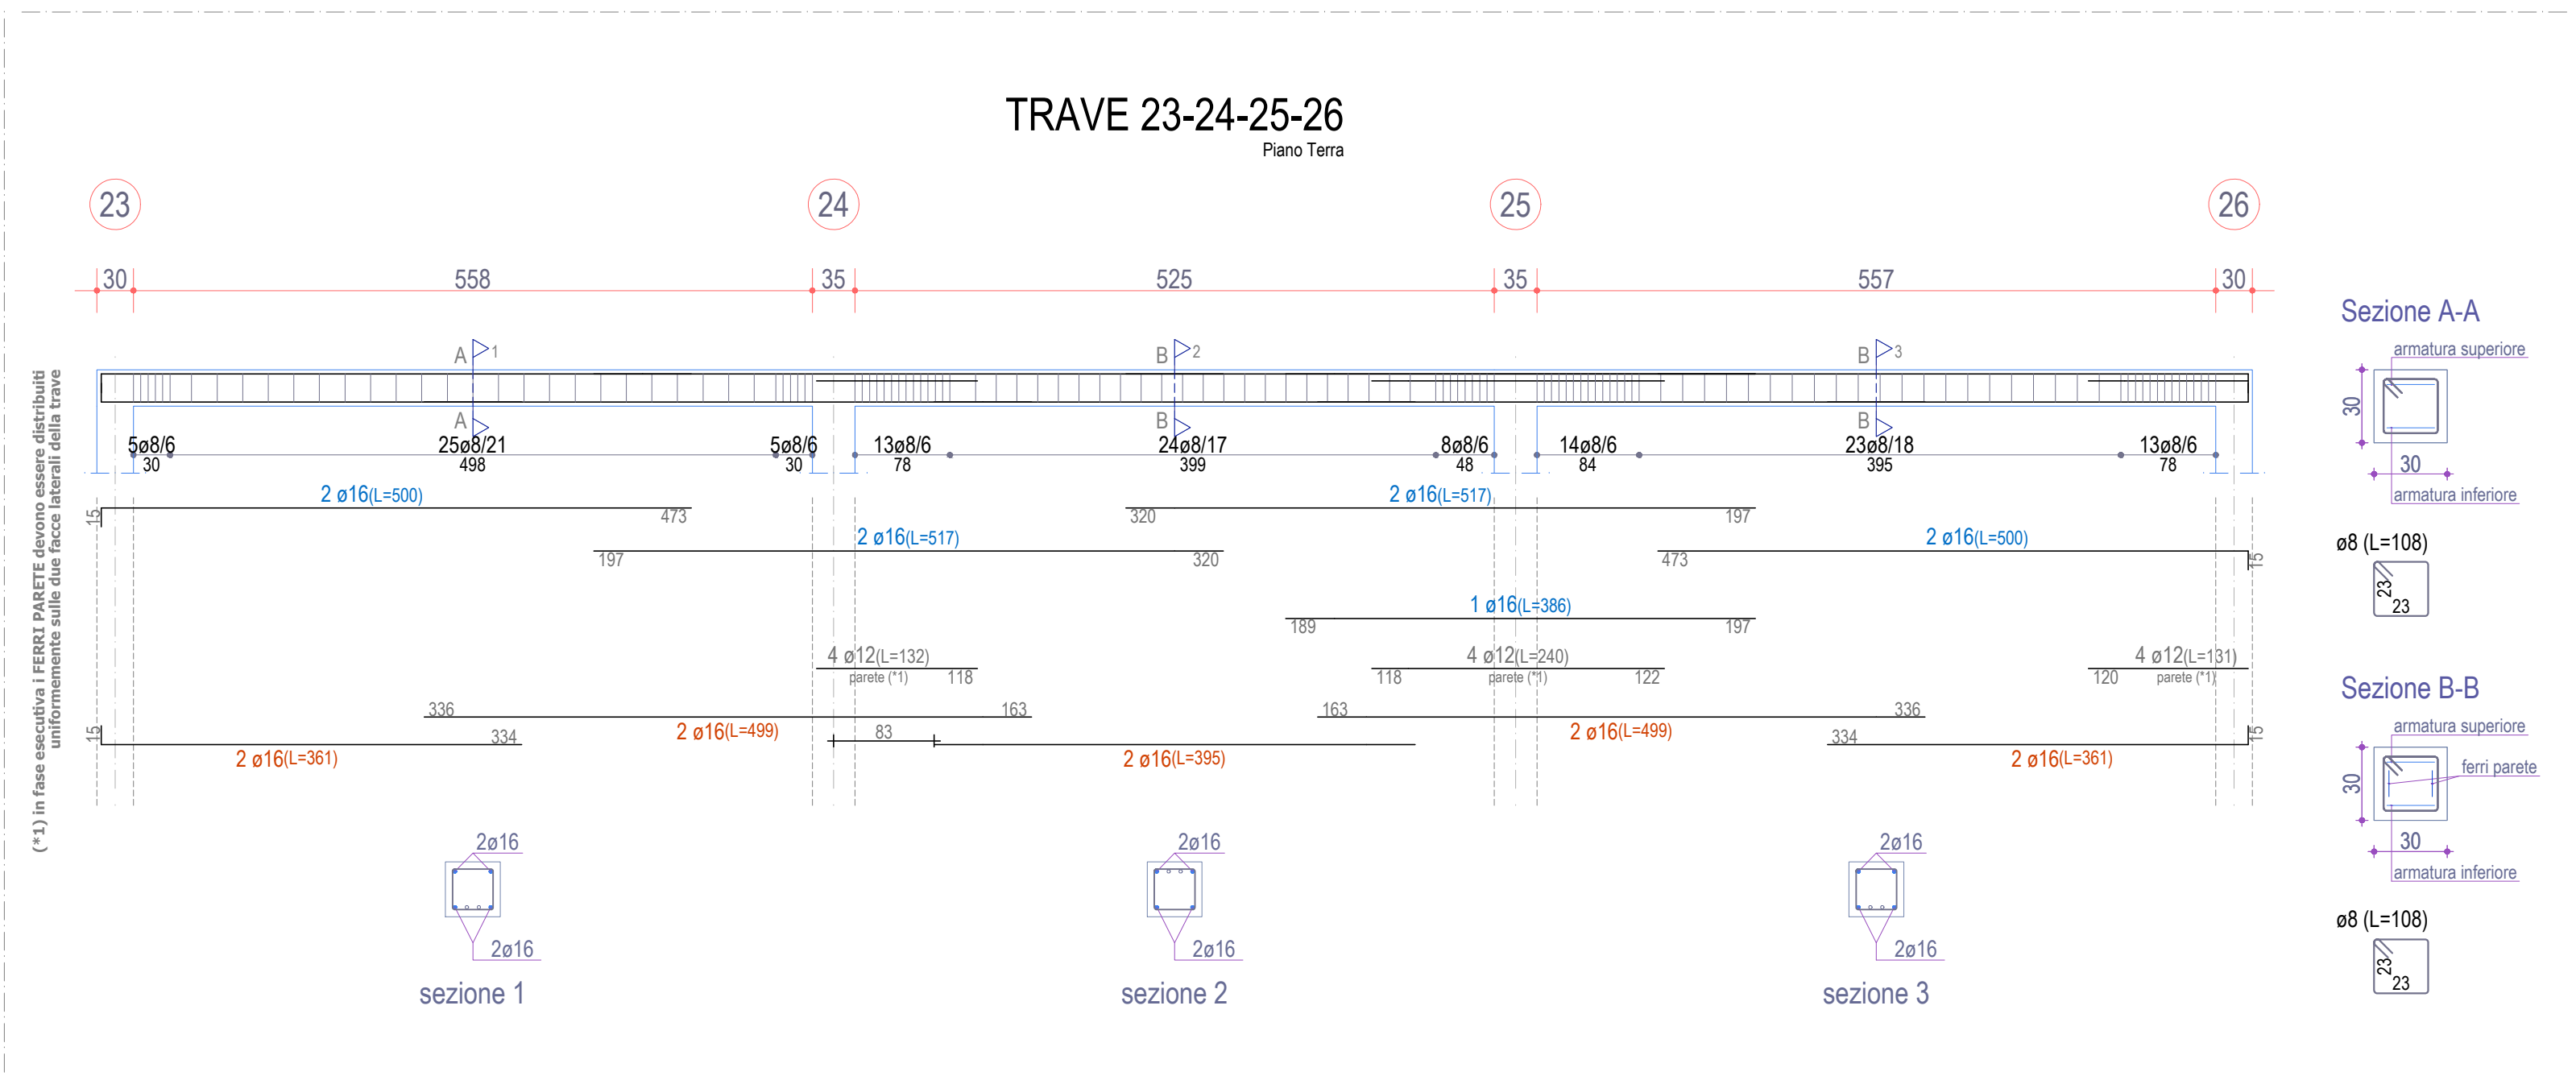 TRAVE 23-24-25-26
Piano Terra
23
24
25
26
30
558
35
525
35
557
30
A
1
B
2
B
3
A
B
B
5ø8/6
25ø8/21
5ø8/6
13ø8/6
24ø8/17
8ø8/6
14ø8/6
23ø8/18
13ø8/6
30
498
30
78
399
48
84
395
78
2 ø16(L=500)
2 ø16(L=517)
15
473
320
197
2 ø16(L=517)
2 ø16(L=500)
197
320
473
15
1 ø16(L=386)
189
197
4 ø12(L=132)
4 ø12(L=240)
4 ø12(L=131)
parete (*1)
118
118
parete (*1)
122
120
parete (*1)
336
163
163
336
2 ø16(L=499)
83
2 ø16(L=499)
15
334
334
15
2 ø16(L=361)
2 ø16(L=395)
2 ø16(L=361)
2ø16
2ø16
2ø16
2ø16
2ø16
2ø16
sezione 1
sezione 2
sezione 3
(*1) in fase esecutiva i FERRI PARETE devono essere distribuiti
uniformemente sulle due facce laterali della trave
Sezione A-A
armatura superiore
30
30
armatura inferiore
ø8 (L=108)
23
23
Sezione B-B
armatura superiore
ferri parete
30
30
armatura inferiore
ø8 (L=108)
23
23